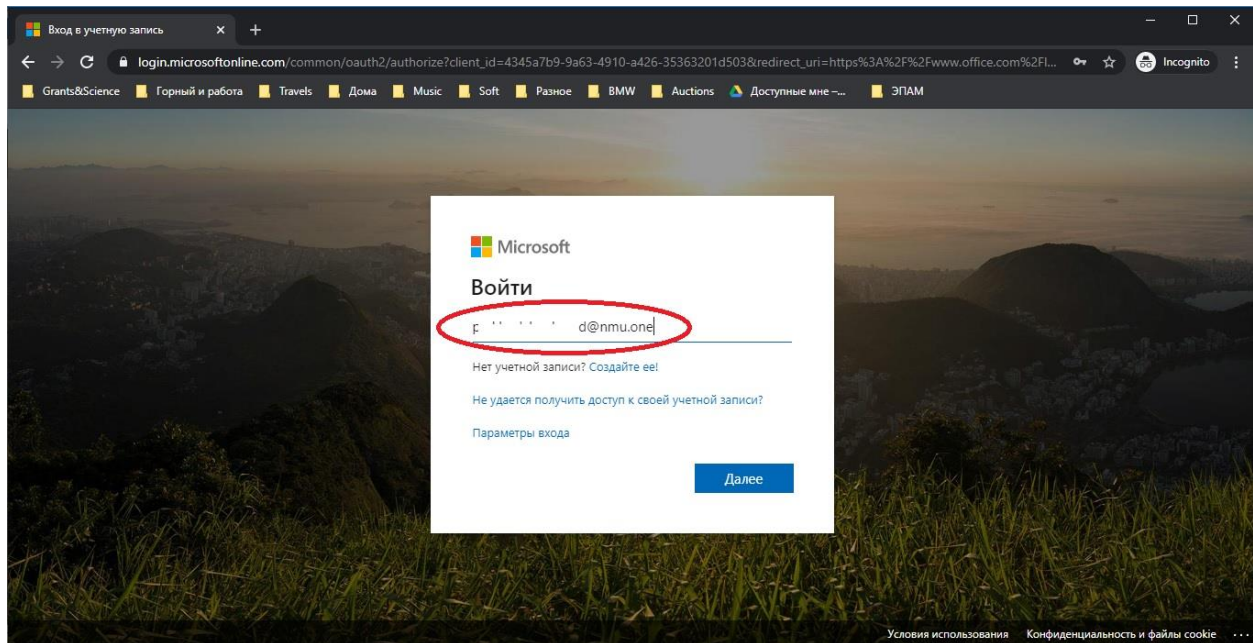 Вход в учетную запись
login.microsoftonline.com/common/oauth2/authorize?client_id=4345a7b9-9a63-4910-a426-35363201d503&redirect_uri=https%3A%2F%2Fwww.office.com%2Fl... Incognito
Grants&Science Горный и работа Travels Дома Music Soft Разное BMW Auctions Доступные мне –... ЭПАМ
Microsoft
Войти
d@nmu.one
Нет учетной записи? Создайте ее!
Не удается получить доступ к своей учетной записи?
Параметры входа
Далее
Условия использования Конфиденциальность и файлы cookie ...